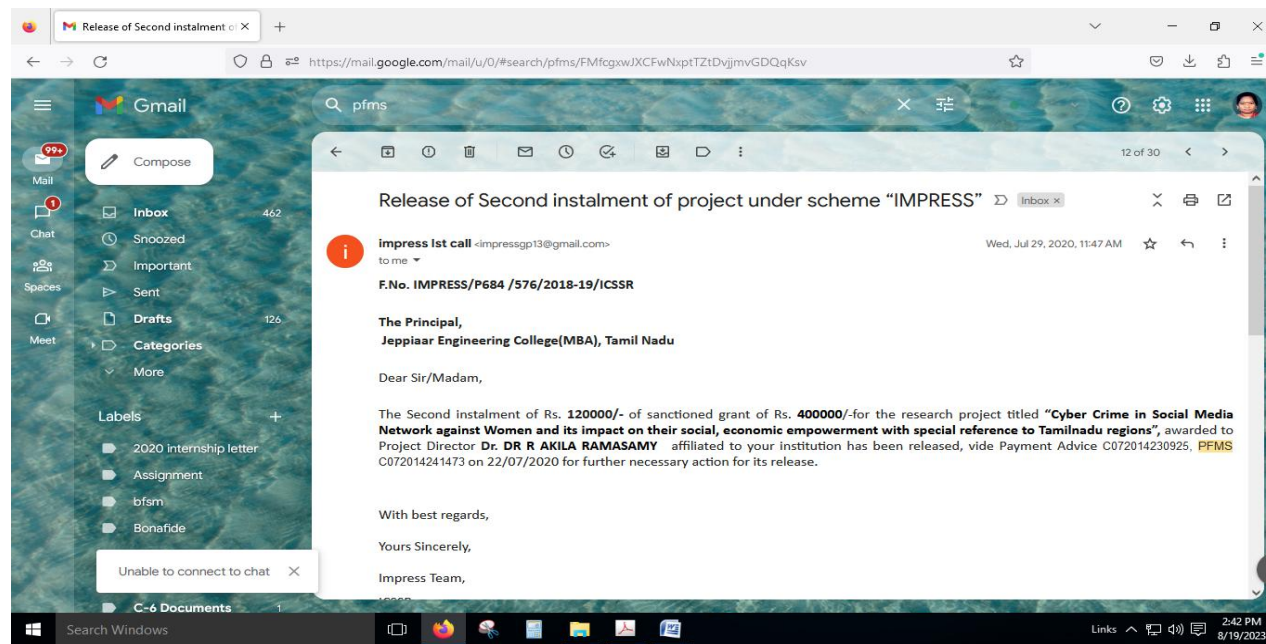 Release of Second instalment of
https://mail.google.com/mail/u/0/#search/pfms/FMfcgxwJXCFwNxptTZtDvjjmvGDQqKsv
Gmail
pfms
99+
Mail
1
Chat
Spaces
Meet
Compose
Inbox 462
Snoozed
Important
Sent
Drafts 126
Categories
More
Labels
2020 internship letter
Assignment
bfsm
Bonafide
Unable to connect to chat
C-6 Documents 1
12 of 30
Release of Second instalment of project under scheme “IMPRESS” Inbox ×
i
impress Ist call <impressgp13@gmail.com> Wed, Jul 29, 2020, 11:47 AM
to me
F.No. IMPRESS/P684 /576/2018-19/ICSSR
The Principal,
Jeppiaar Engineering College(MBA), Tamil Nadu
Dear Sir/Madam,
The Second instalment of Rs. 120000/- of sanctioned grant of Rs. 400000/-for the research project titled “Cyber Crime in Social Media
Network against Women and its impact on their social, economic empowerment with special reference to Tamilnadu regions”, awarded to
Project Director Dr. DR R AKILA RAMASAMY affiliated to your institution has been released, vide Payment Advice C072014230925, PFMS
C072014241473 on 22/07/2020 for further necessary action for its release.
With best regards,
Yours Sincerely,
Impress Team,
Search Windows
Links
2:42 PM
8/19/2023